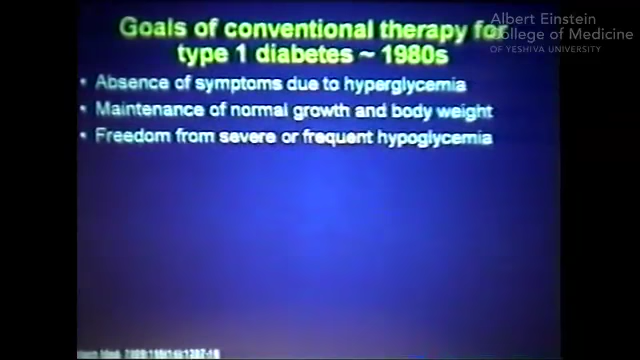 Albert Einstein
College of Medicine
OF YESHIVA UNIVERSITY
Goals of conventional therapy for
type 1 diabetes ~ 1980s
• Absence of symptoms due to hyperglycemia
• Maintenance of normal growth and body weight
• Freedom from severe or frequent hypoglycemia